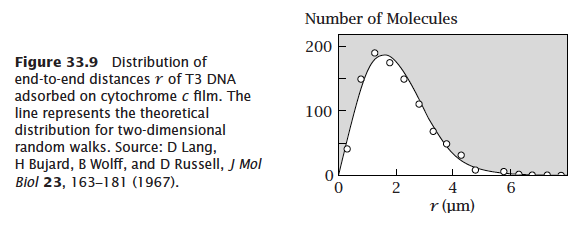 Figure 33.9 Distribution of
end-to-end distances r of T3 DNA
adsorbed on cytochrome c film. The
line represents the theoretical
distribution for two-dimensional
random walks. Source: D Lang,
H Bujard, B Wolff, and D Russell, J Mol
Biol 23, 163–181 (1967).
Number of Molecules
200
100
0
0 2 4 6
r (µm)